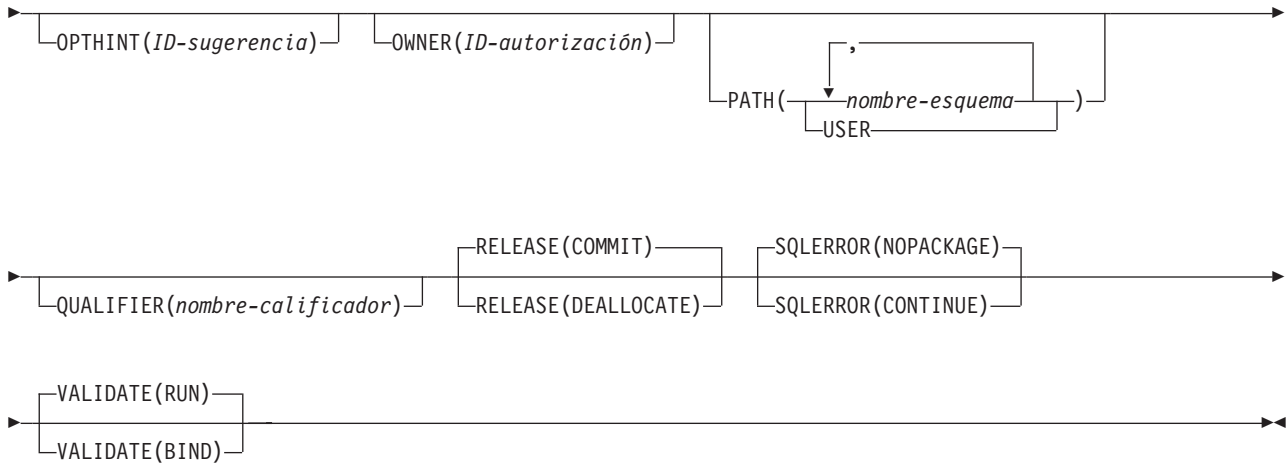 OPTHINT(ID-sugerencia) OWNER(ID-autorización) ,
PATH( nombre-esquema )
USER
RELEASE(COMMIT) SQLERROR(NOPACKAGE)
QUALIFIER(nombre-calificador) RELEASE(DEALLOCATE) SQLERROR(CONTINUE)
VALIDATE(RUN)
VALIDATE(BIND)